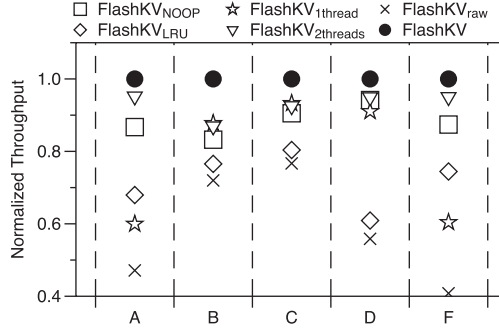 FlashKV_NOOP FlashKV_1thread FlashKV_raw
FlashKV_LRU FlashKV_2threads FlashKV
Normalized Throughput
1.0
0.8
0.6
0.4
A B C D F